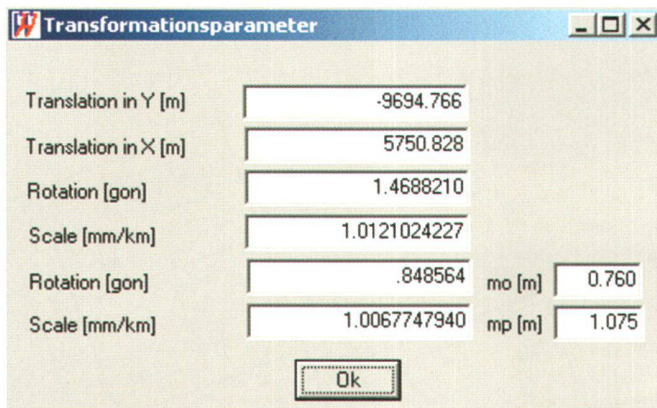 Transformationsparameter
Translation in Y [m] -9694.766
Translation in X [m] 5750.828
Rotation [gon] 1.4688210
Scale [mm/km] 1.0121024227
Rotation [gon] .848564 mo [m] 0.760
Scale [mm/km] 1.0067747940 mp [m] 1.075
Ok